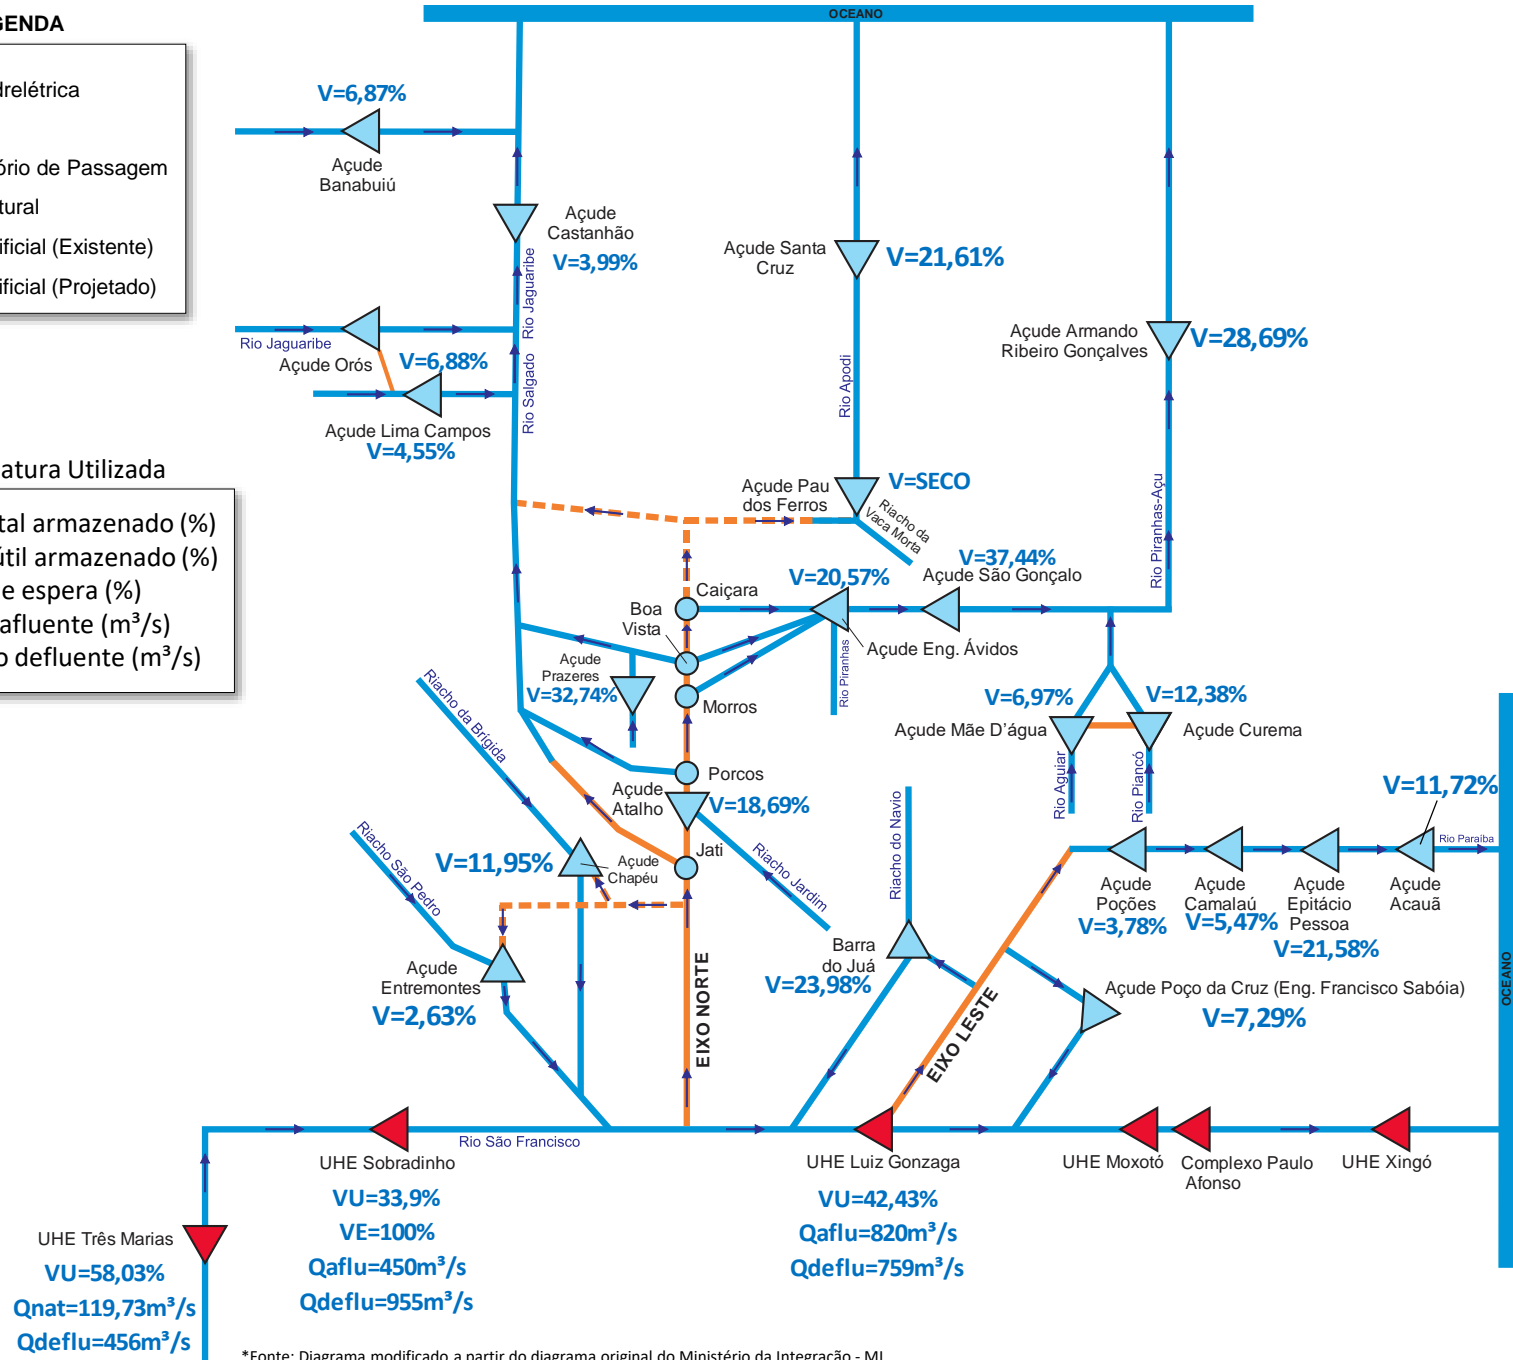 OCEANO
GENDA
drelétrica
ório de Passagem
tural
ificial (Existente)
ificial (Projetado)
V=6,87%
Açude
Banabuiú
Açude
Castanhão
V=3,99%
Rio Jaguaribe
Açude Santa
Cruz
V=21,61%
Açude Armando
Ribeiro Gonçalves
V=28,69%
Rio Jaguaribe
Açude Orós
V=6,88%
Rio Salgado
Rio Apodi
Açude Lima Campos
V=4,55%
atura Utilizada
tal armazenado (%)
útil armazenado (%)
e espera (%)
afluente (m³/s)
o defluente (m³/s)
Açude Pau
dos Ferros
V=SECO
Riacho da
Vaca Morta
Rio Piranhas-Açu
V=37,44%
Açude São Gonçalo
V=20,57%
Caiçara
Boa
Vista
Açude Eng. Ávidos
Rio Piranhas
Açude
Prazeres
V=32,74%
Morros
Riacho da Brígida
V=6,97%
V=12,38%
Açude Mãe D’água
Açude Curema
Rio Aguiar
Rio Piancó
Porcos
Açude
Atalho
V=18,69%
V=11,72%
Riacho do Navio
Riacho São Pedro
V=11,95%
Açude
Chapéu
Jati
Riacho Jardim
Rio Paraíba
Açude
Poções
V=3,78%
Açude
Camalaú
V=5,47%
Açude
Epitácio
Pessoa
V=21,58%
Açude
Acauã
Barra
do Juá
V=23,98%
Açude
Entremontes
V=2,63%
EIXO NORTE
EIXO LESTE
Açude Poço da Cruz (Eng. Francisco Sabóia)
V=7,29%
OCEANO
Rio São Francisco
UHE Sobradinho
VU=33,9%
VE=100%
Qaflu=450m³/s
Qdeflu=955m³/s
UHE Luiz Gonzaga
VU=42,43%
Qaflu=820m³/s
Qdeflu=759m³/s
UHE Moxotó
Complexo Paulo
Afonso
UHE Xingó
UHE Três Marias
VU=58,03%
Qnat=119,73m³/s
Qdeflu=456m³/s
*Fonte: Diagrama modificado a partir do diagrama original do Ministério da Integração - MI